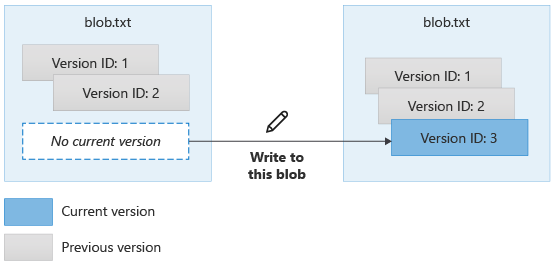 blob.txt
Version ID: 1
Version ID: 2
No current version
Write to
this blob
blob.txt
Version ID: 1
Version ID: 2
Version ID: 3
Current version
Previous version